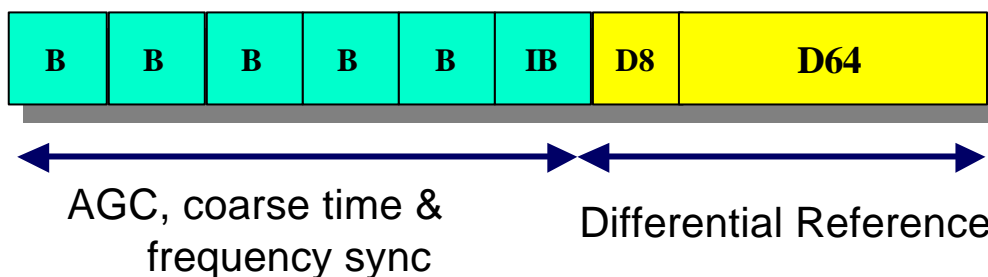 B B B B B IB D8 D64
AGC, coarse time &
frequency sync
Differential Reference